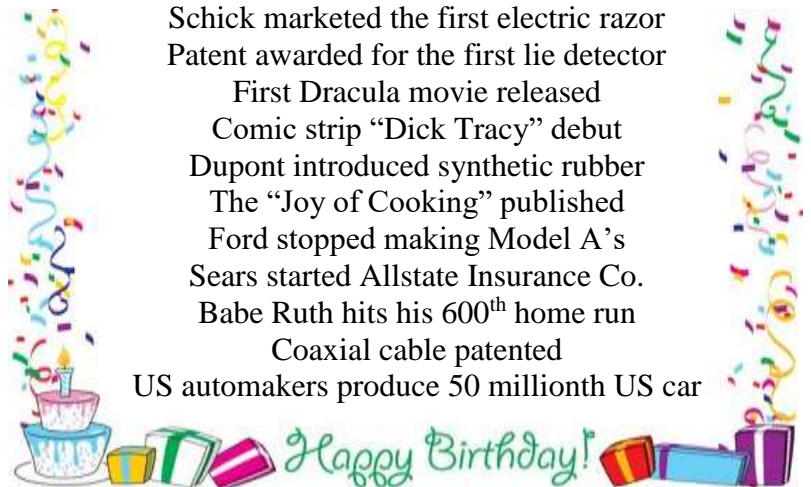 Schick marketed the first electric razor
Patent awarded for the first lie detector
First Dracula movie released
Comic strip “Dick Tracy” debut
Dupont introduced synthetic rubber
The “Joy of Cooking” published
Ford stopped making Model A’s
Sears started Allstate Insurance Co.
Babe Ruth hits his 600th home run
Coaxial cable patented
US automakers produce 50 millionth US car
Happy Birthday!